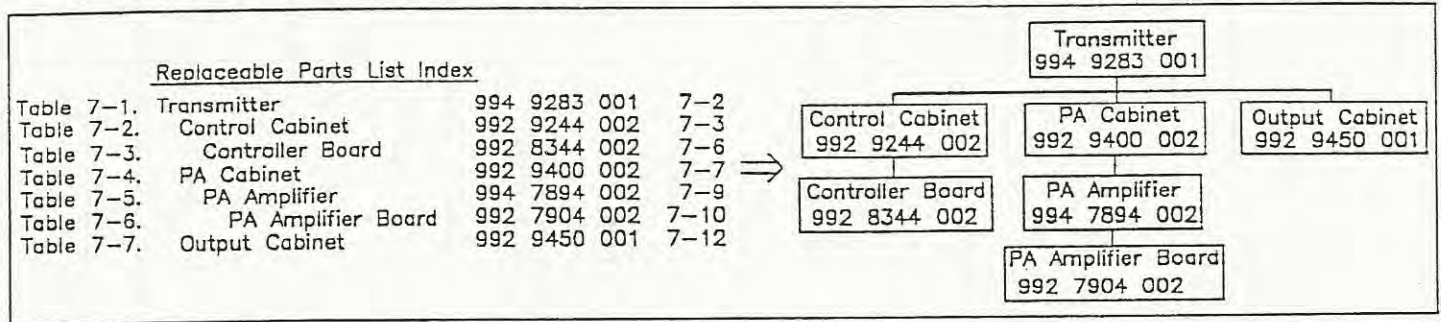 Replaceable Parts List Index
Table 7-1. Transmitter 994 9283 001 7-2
Table 7-2. Control Cabinet 992 9244 002 7-3
Table 7-3. Controller Board 992 8344 002 7-6
Table 7-4. PA Cabinet 992 9400 002 7-7
Table 7-5. PA Amplifier 994 7894 002 7-9
Table 7-6. PA Amplifier Board 992 7904 002 7-10
Table 7-7. Output Cabinet 992 9450 001 7-12
Transmitter
994 9283 001
Control Cabinet
992 9244 002
PA Cabinet
992 9400 002
Output Cabinet
992 9450 001
Controller Board
992 8344 002
PA Amplifier
994 7894 002
PA Amplifier Board
992 7904 002